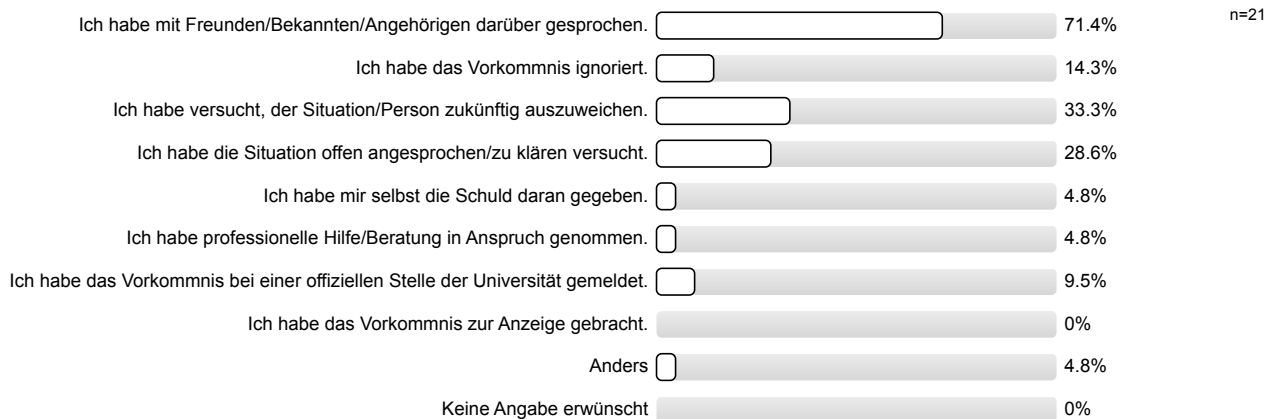 n=21
Ich habe mit Freunden/Bekannten/Angehörigen darüber gesprochen. 71.4%
Ich habe das Vorkommnis ignoriert. 14.3%
Ich habe versucht, der Situation/Person zukünftig auszuweichen. 33.3%
Ich habe die Situation offen angesprochen/zu klären versucht. 28.6%
Ich habe mir selbst die Schuld daran gegeben. 4.8%
Ich habe professionelle Hilfe/Beratung in Anspruch genommen. 4.8%
Ich habe das Vorkommnis bei einer offiziellen Stelle der Universität gemeldet. 9.5%
Ich habe das Vorkommnis zur Anzeige gebracht. 0%
Anders 4.8%
Keine Angabe erwünscht 0%